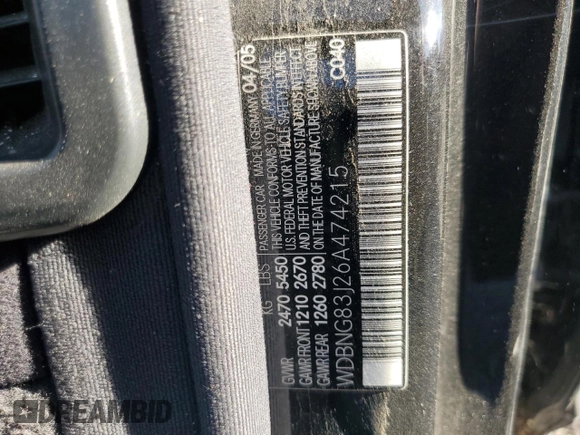 PASSENGER CAR MADE IN GERMANY 04/05
KG LBS THIS VEHICLE CONFORMS TO ALL APPLICABLE
GVWR 2470 5450 U.S. FEDERAL MOTOR VEHICLE SAFETY, BUMPER,
GAWR FRONT 1210 2670 AND THEFT PREVENTION STANDARDS IN EFFECT
GAWR REAR 1260 2780 ON DATE OF MANUFACTURE SHOWN ABOVE.
WDBNG83J26A474215 C040
DREAMBID